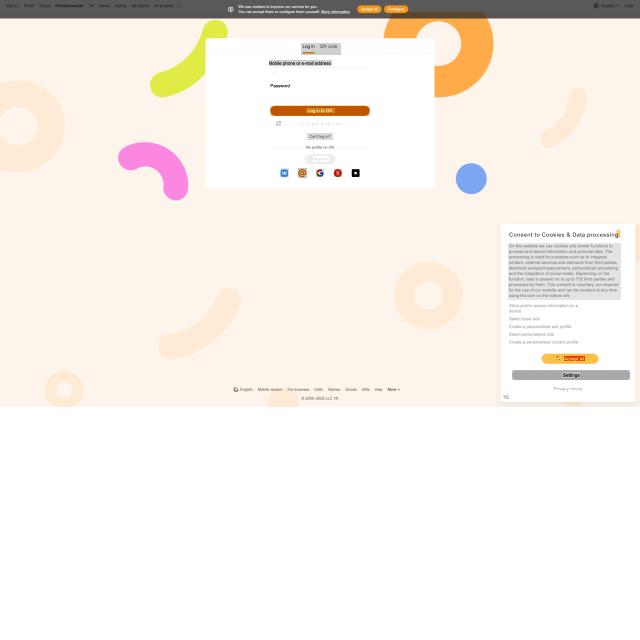 Mail.ru Email Cloud Odnoklassniki VK News Dating My World All projects
We use cookies to improve our service for you.
You can accept them or configure them yourself. More information
Accept all
Configure
English
Help
Log in
QR code
Mobile phone or e-mail address
Password
Log in to OK
Can't log in?
No profile on OK
Consent to Cookies & Data processing
On this website we use cookies and similar functions to
process end device information and personal data. The
processing is used for purposes such as to integrate
content, external services and elements from third parties,
statistical analysis/measurement, personalized advertising
and the integration of social media. Depending on the
function, data is passed on to up to 732 third parties and
processed by them. This consent is voluntary, not required
for the use of our website and can be revoked at any time
using the icon on the bottom left.
Store and/or access information on a
device
Select basic ads
Create a personalised ads profile
Select personalised ads
Create a personalised content profile
Accept all
Settings
Privacy notice
English Mobile version For business Calls Games Goods Gifts Help More
© 2006–2022 LLC VK